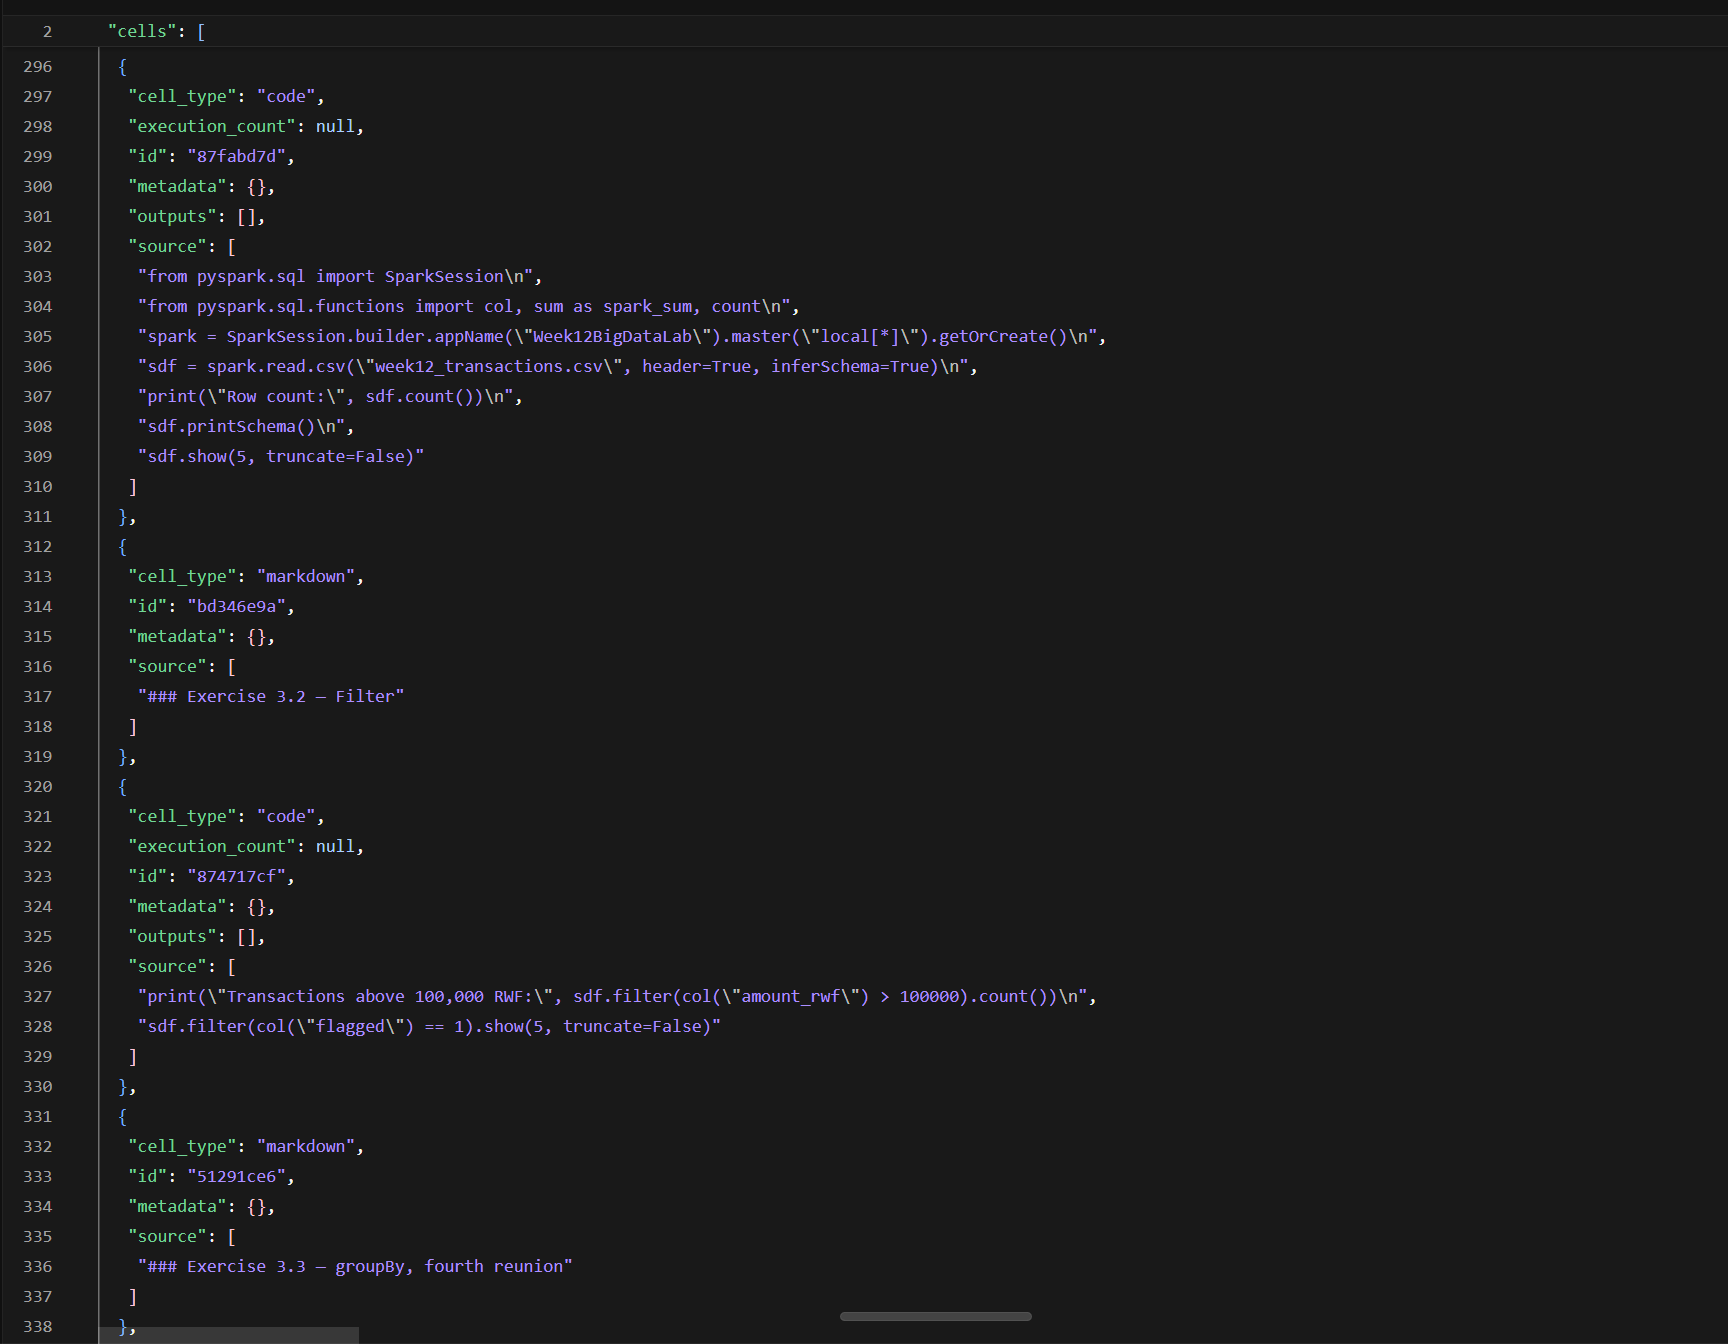 2 "cells": [
296 {
297 "cell_type": "code",
298 "execution_count": null,
299 "id": "87fabd7d",
300 "metadata": {},
301 "outputs": [],
302 "source": [
303 "from pyspark.sql import SparkSession\n",
304 "from pyspark.sql.functions import col, sum as spark_sum, count\n",
305 "spark = SparkSession.builder.appName(\"Week12BigDataLab\").master(\"local[*]\").getOrCreate()\n",
306 "sdf = spark.read.csv(\"week12_transactions.csv\", header=True, inferSchema=True)\n",
307 "print(\"Row count:\", sdf.count())\n",
308 "sdf.printSchema()\n",
309 "sdf.show(5, truncate=False)"
310 ]
311 },
312 {
313 "cell_type": "markdown",
314 "id": "bd346e9a",
315 "metadata": {},
316 "source": [
317 "### Exercise 3.2 — Filter"
318 ]
319 },
320 {
321 "cell_type": "code",
322 "execution_count": null,
323 "id": "874717cf",
324 "metadata": {},
325 "outputs": [],
326 "source": [
327 "print(\"Transactions above 100,000 RWF:\", sdf.filter(col(\"amount_rwf\") > 100000).count())\n",
328 "sdf.filter(col(\"flagged\") == 1).show(5, truncate=False)"
329 ]
330 },
331 {
332 "cell_type": "markdown",
333 "id": "51291ce6",
334 "metadata": {},
335 "source": [
336 "### Exercise 3.3 — groupBy, fourth reunion"
337 ]
338 },